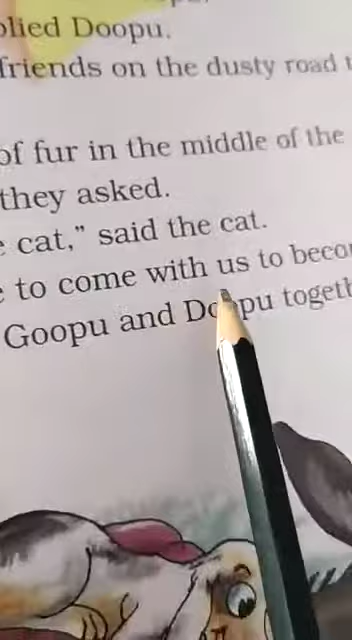 plied Doopu.
friends on the dusty road
of fur in the middle of the
they asked.
cat," said the cat.
to come with us to
Goopu and Doopu